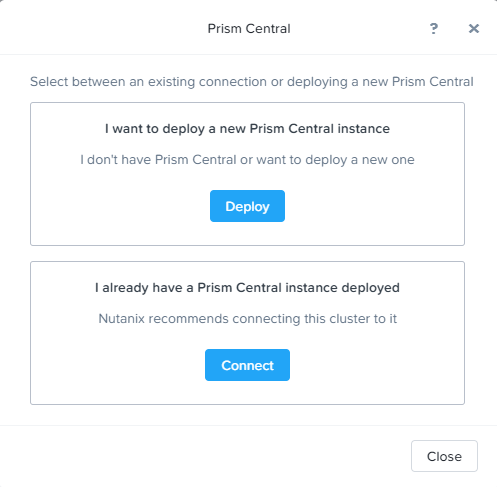 Prism Central
? ×
Select between an existing connection or deploying a new Prism Central
I want to deploy a new Prism Central instance
I don't have Prism Central or want to deploy a new one
Deploy
I already have a Prism Central instance deployed
Nutanix recommends connecting this cluster to it
Connect
Close